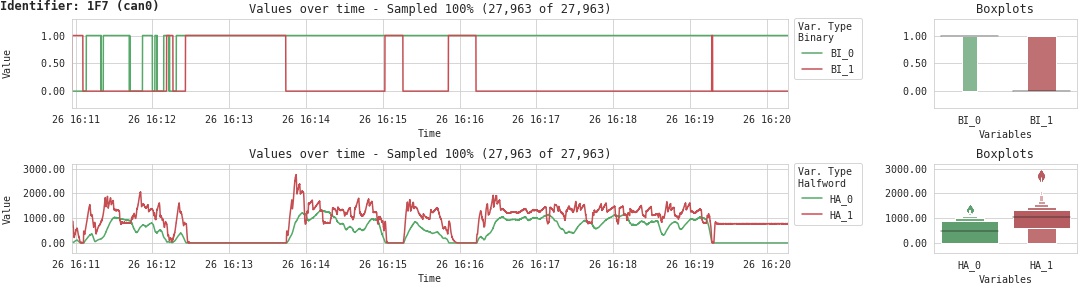 Identifier: 1F7 (can0)
Values over time - Sampled 100% (27,963 of 27,963)
Value
1.00
0.50
0.00
26 16:11 26 16:12 26 16:13 26 16:14 26 16:15 26 16:16 26 16:17 26 16:18 26 16:19 26 16:20
Time
Var. Type
Binary
BI_0
BI_1
Boxplots
1.00
0.50
0.00
BI_0 BI_1
Variables
Values over time - Sampled 100% (27,963 of 27,963)
Value
3000.00
2000.00
1000.00
0.00
26 16:11 26 16:12 26 16:13 26 16:14 26 16:15 26 16:16 26 16:17 26 16:18 26 16:19 26 16:20
Time
Var. Type
Halfword
HA_0
HA_1
Boxplots
3000.00
2000.00
1000.00
0.00
HA_0 HA_1
Variables